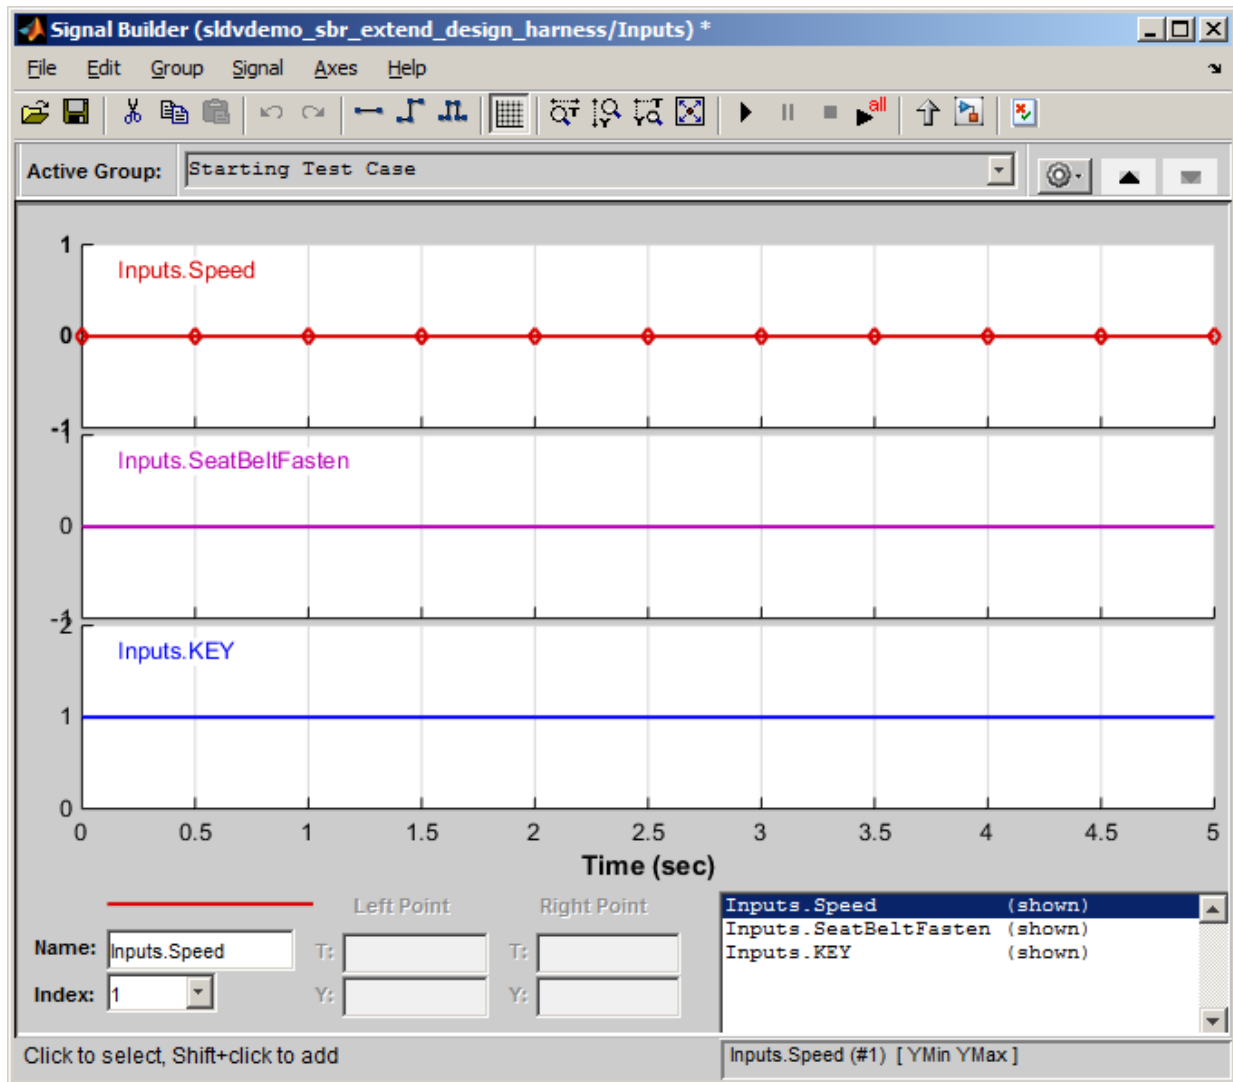 Signal Builder (sldvdemo_sbr_extend_design_harness/Inputs) *
File Edit Group Signal Axes Help
all
Active Group: Starting Test Case
1
Inputs.Speed
0
-1
1
Inputs.SeatBeltFasten
0
-1
2
Inputs.KEY
1
0
0 0.5 1 1.5 2 2.5 3 3.5 4 4.5 5
Time (sec)
Left Point Right Point
Name: Inputs.Speed T: T:
Index: 1 Y: Y:
Inputs.Speed (shown)
Inputs.SeatBeltFasten (shown)
Inputs.KEY (shown)
Click to select, Shift+click to add
Inputs.Speed (#1) [ YMin YMax ]